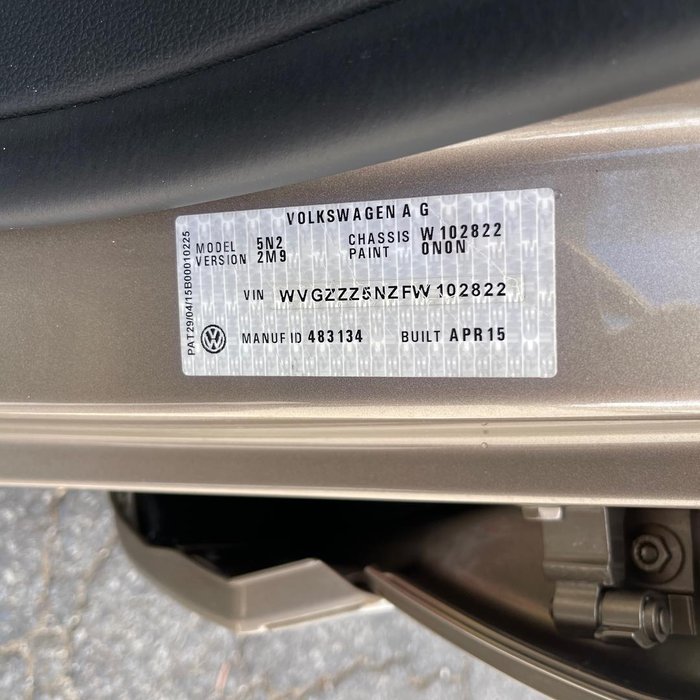 VOLKSWAGEN A G
MODEL 5N2 CHASSIS W 102822
VERSION 2M9 PAINT 0N0N
VIN WVGZZZ5NZFW102822
MANUF ID 483134 BUILT APR 15
PAT29/04/15B00010225